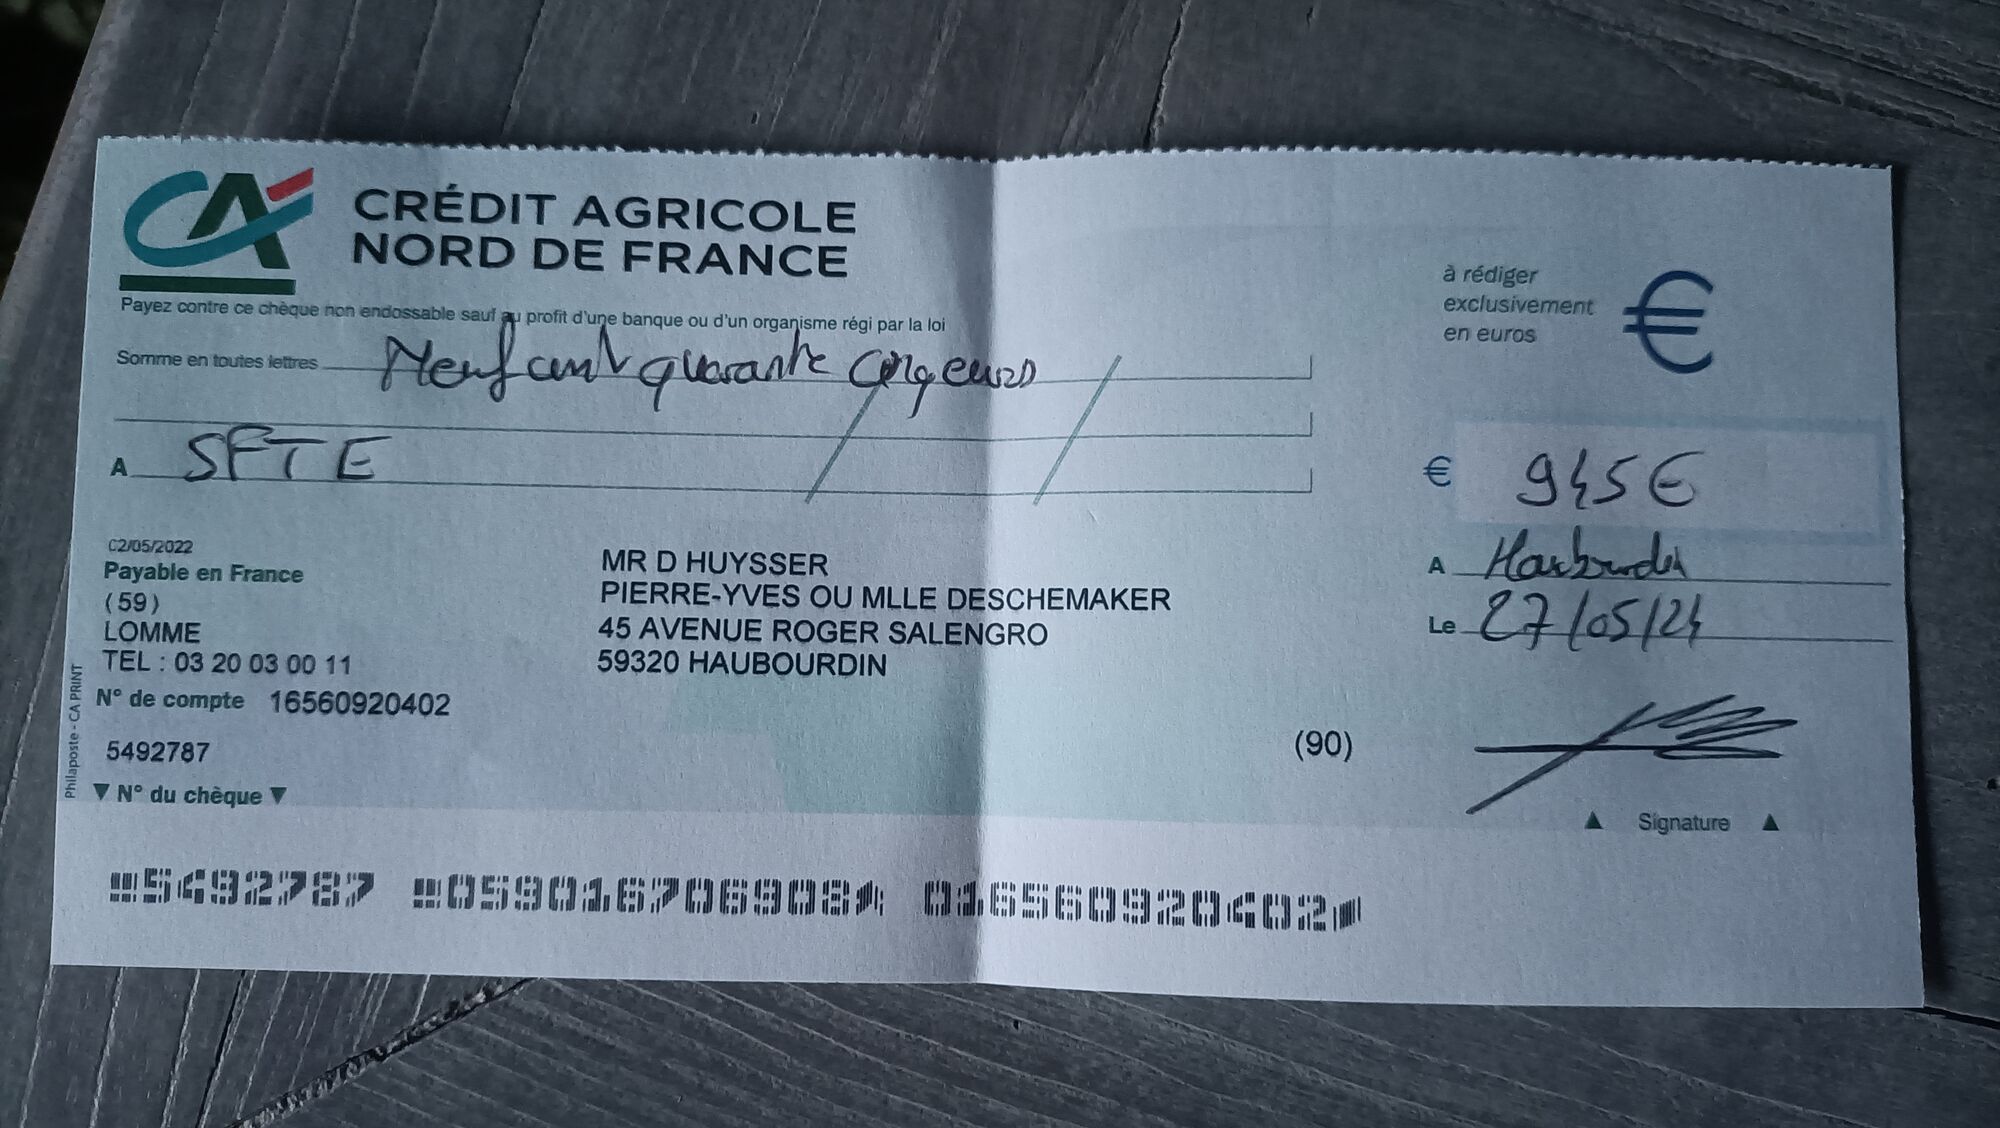 CRÉDIT AGRICOLE
NORD DE FRANCE
Payez contre ce chèque non endossable sauf au profit d'une banque ou d'un organisme régi par la loi
à rédiger
exclusivement
en euros
€
Somme en toutes lettres Neuf cent quarante cinq euros
A SFTE
€ 945€
A Haubourdin
Le 27/05/24
02/05/2022
Payable en France
(59)
LOMME
TEL : 03 20 03 00 11
N° de compte 16560920402
5492787
▼ N° du chèque ▼
MR D HUYSSER
PIERRE-YVES OU MLLE DESCHEMAKER
45 AVENUE ROGER SALENGRO
59320 HAUBOURDIN
(90)
▲ Signature ▲
Philaposte - CA PRINT
5492787 059016706908 016560920402